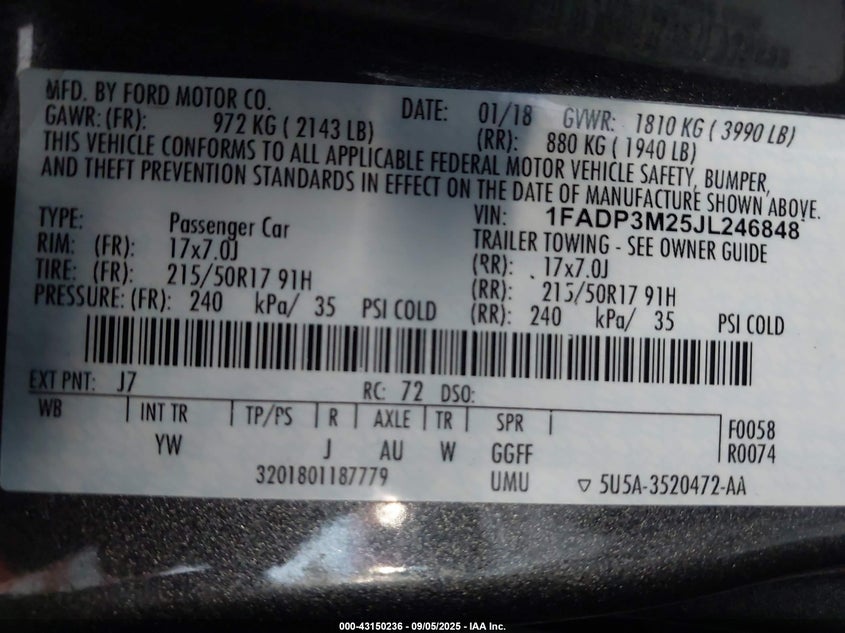 MFD. BY FORD MOTOR CO. DATE: 01/18 GVWR: 1810 KG ( 3990 LB)
GAWR: (FR): 972 KG ( 2143 LB) (RR): 880 KG ( 1940 LB)
THIS VEHICLE CONFORMS TO ALL APPLICABLE FEDERAL MOTOR VEHICLE SAFETY, BUMPER,
AND THEFT PREVENTION STANDARDS IN EFFECT ON THE DATE OF MANUFACTURE SHOWN ABOVE.
VIN: 1FADP3M25JL246848
TYPE: Passenger Car TRAILER TOWING - SEE OWNER GUIDE
RIM: (FR): 17x7.0J (RR): 17x7.0J
TIRE: (FR): 215/50R17 91H (RR): 215/50R17 91H
PRESSURE: (FR): 240 kPa/ 35 PSI COLD (RR): 240 kPa/ 35 PSI COLD
EXT PNT: J7 RC: 72 DSO:
WB INT TR TP/PS R AXLE TR SPR F0058
YW J AU W GGFF R0074
3201801187779 UMU 5U5A-3520472-AA
000-43150236 - 09/05/2025 - IAA Inc.